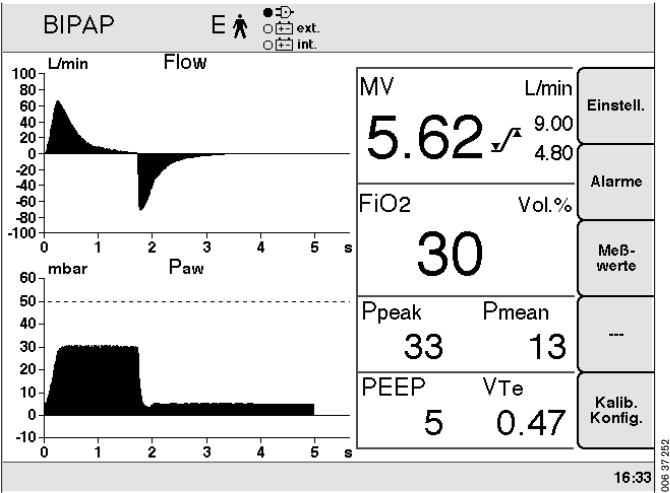 BIPAP E ext. int.
L/min Flow
100
80
60
40
20
0
-20
-40
-60
-80
-100
0 1 2 3 4 5 s
mbar Paw
60
50
40
30
20
10
0
-10
0 1 2 3 4 5 s
MV L/min
5.62 9.00
4.80
FiO2 Vol.%
30
Ppeak Pmean
33 13
PEEP VTe
5 0.47
Einstell.
Alarme
Meß-
werte
---
Kalib.
Konfig.
16:33
006 37 252